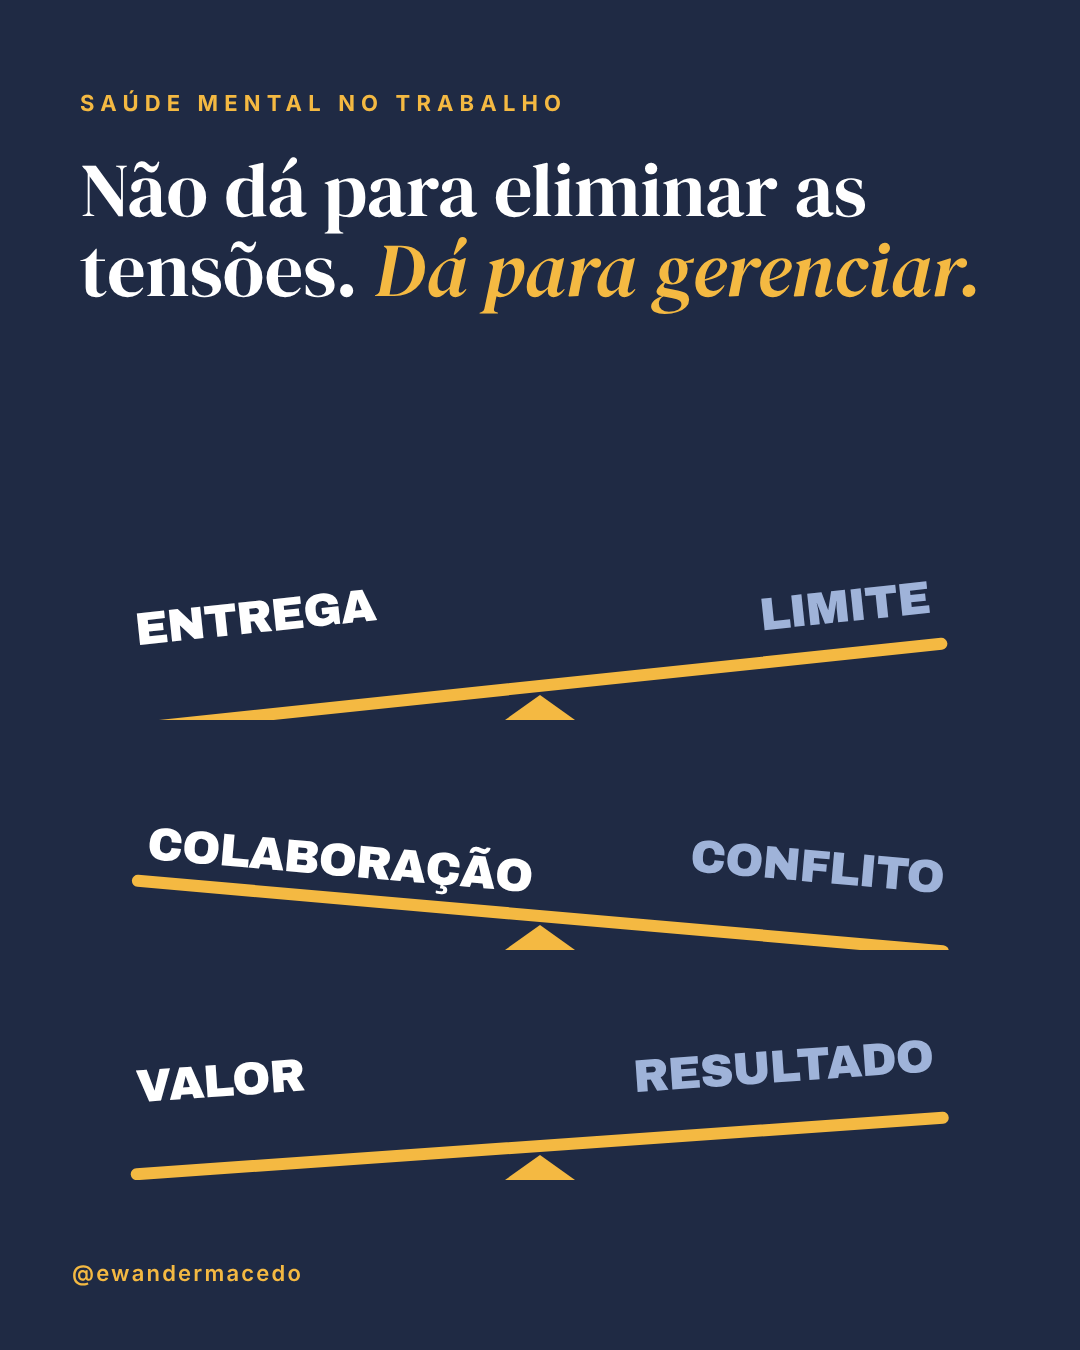 SAÚDE MENTAL NO TRABALHO
Não dá para eliminar as
tensões. Dá para gerenciar.
ENTREGA
LIMITE
COLABORAÇÃO
CONFLITO
VALOR
RESULTADO
@ewandermacedo